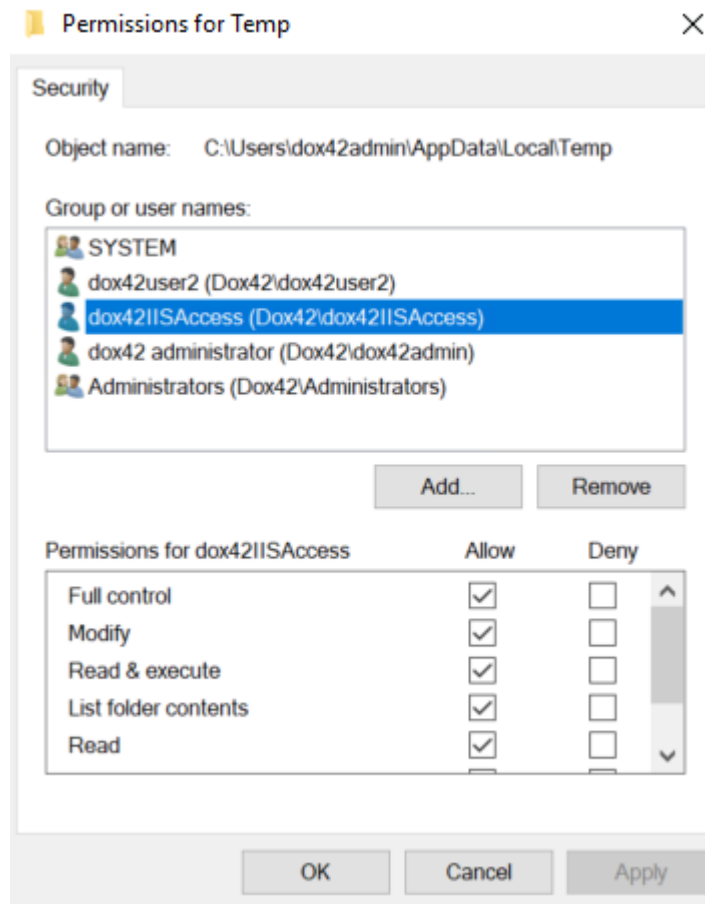 Permissions for Temp
Security
Object name: C:\Users\dox42admin\AppData\Local\Temp
Group or user names:
SYSTEM
dox42user2 (Dox42\dox42user2)
dox42IISAccess (Dox42\dox42IISAccess)
dox42 administrator (Dox42\dox42admin)
Administrators (Dox42\Administrators)
Add... Remove
Permissions for dox42IISAccess Allow Deny
Full control
Modify
Read & execute
List folder contents
Read
OK Cancel Apply